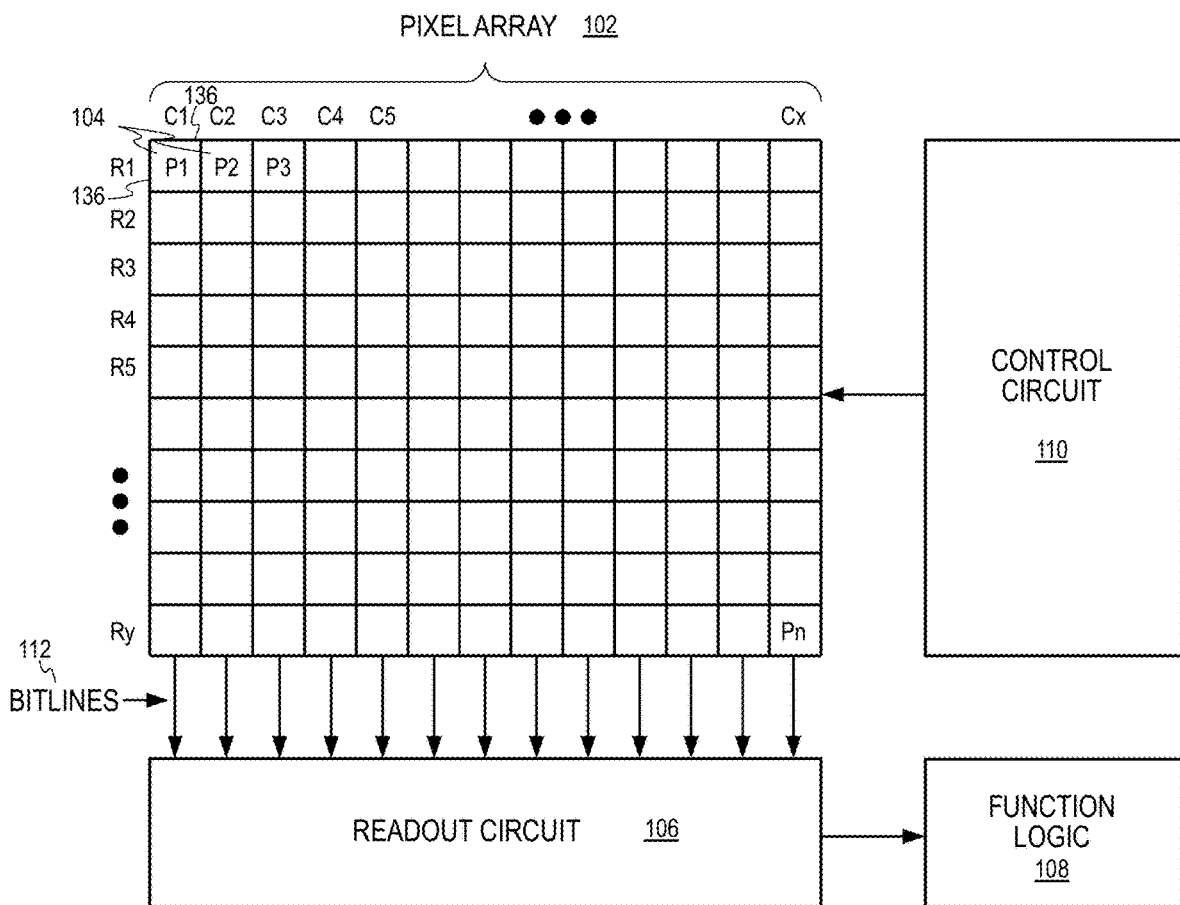 PIXEL ARRAY 102
136
104 C1 C2 C3 C4 C5 Cx
R1 P1 P2 P3
136
R2
R3
R4
R5
CONTROL
CIRCUIT
110
Ry Pn
112
BITLINES
READOUT CIRCUIT 106
FUNCTION
LOGIC
108